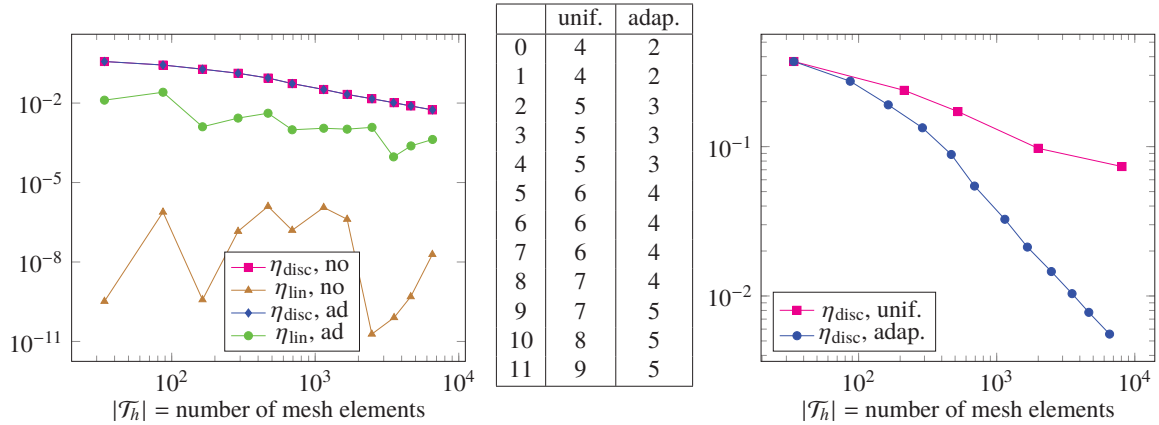 10^{-2}
10^{-5}
10^{-8}
10^{-11}
10^2
10^3
10^4
η_disc, no
η_lin, no
η_disc, ad
η_lin, ad
|𝒯_h| = number of mesh elements
unif. adap.
0 4 2
1 4 2
2 5 3
3 5 3
4 5 3
5 6 4
6 6 4
7 6 4
8 7 4
9 7 5
10 8 5
11 9 5
10^{-1}
10^{-2}
10^2
10^3
10^4
η_disc, unif.
η_disc, adap.
|𝒯_h| = number of mesh elements